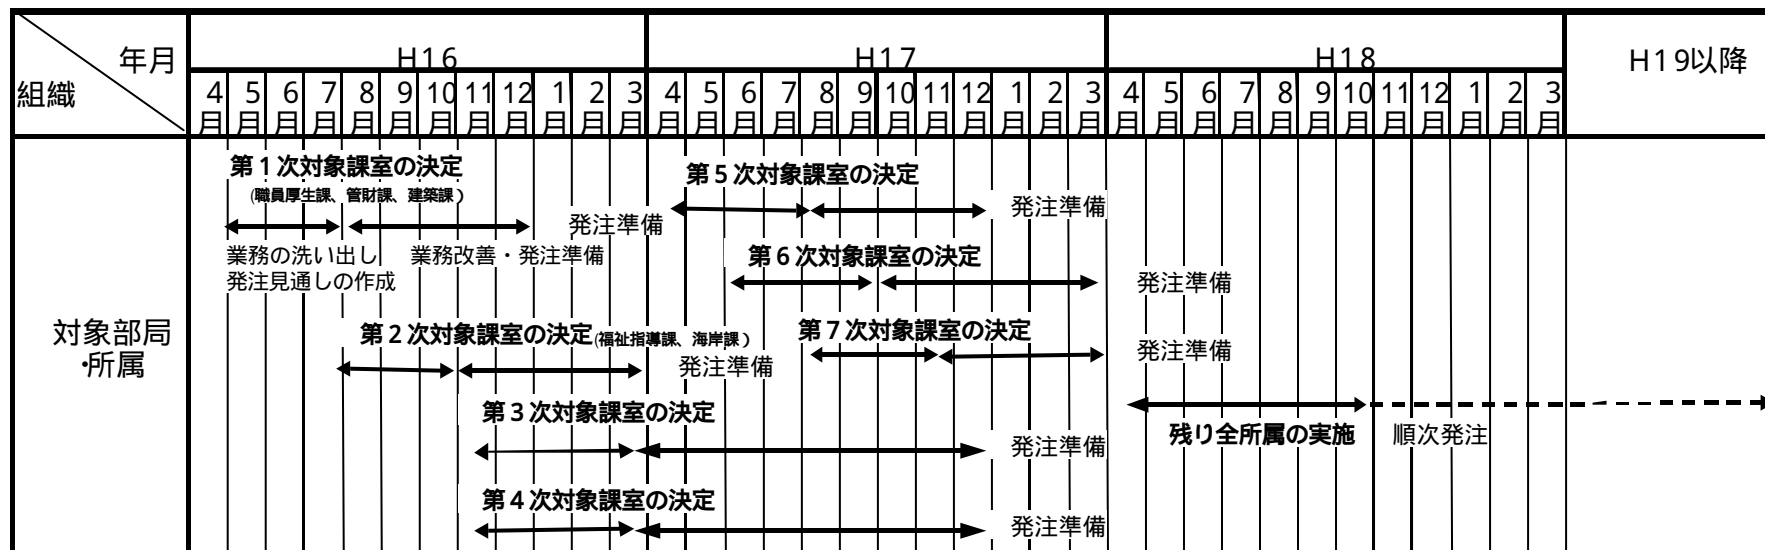 年月
組織
H16
H17
H18
H19以降
4月 5月 6月 7月 8月 9月 10月 11月 12月 1月 2月 3月 4月 5月 6月 7月 8月 9月 10月 11月 12月 1月 2月 3月 4月 5月 6月 7月 8月 9月 10月 11月 12月 1月 2月 3月
対象部局
・所属
第1次対象課室の決定
(職員厚生課、管財課、建築課)
発注準備
業務の洗い出し
発注見通しの作成
業務改善・発注準備
第2次対象課室の決定(福祉指導課、海岸課)
発注準備
第3次対象課室の決定
発注準備
第4次対象課室の決定
発注準備
第5次対象課室の決定
発注準備
第6次対象課室の決定
発注準備
第7次対象課室の決定
発注準備
残り全所属の実施
順次発注